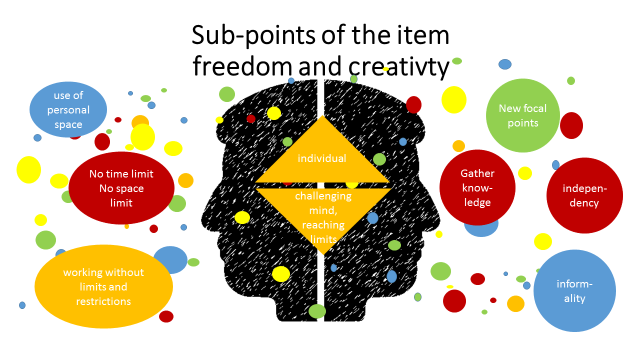 Sub-points of the item
freedom and creativty
use of
personal
space
No time limit
No space
limit
working without
limits and
restrictions
individual
challenging
mind,
reaching
limits
New focal
points
Gather
know-
ledge
indepen-
dency
inform-
ality